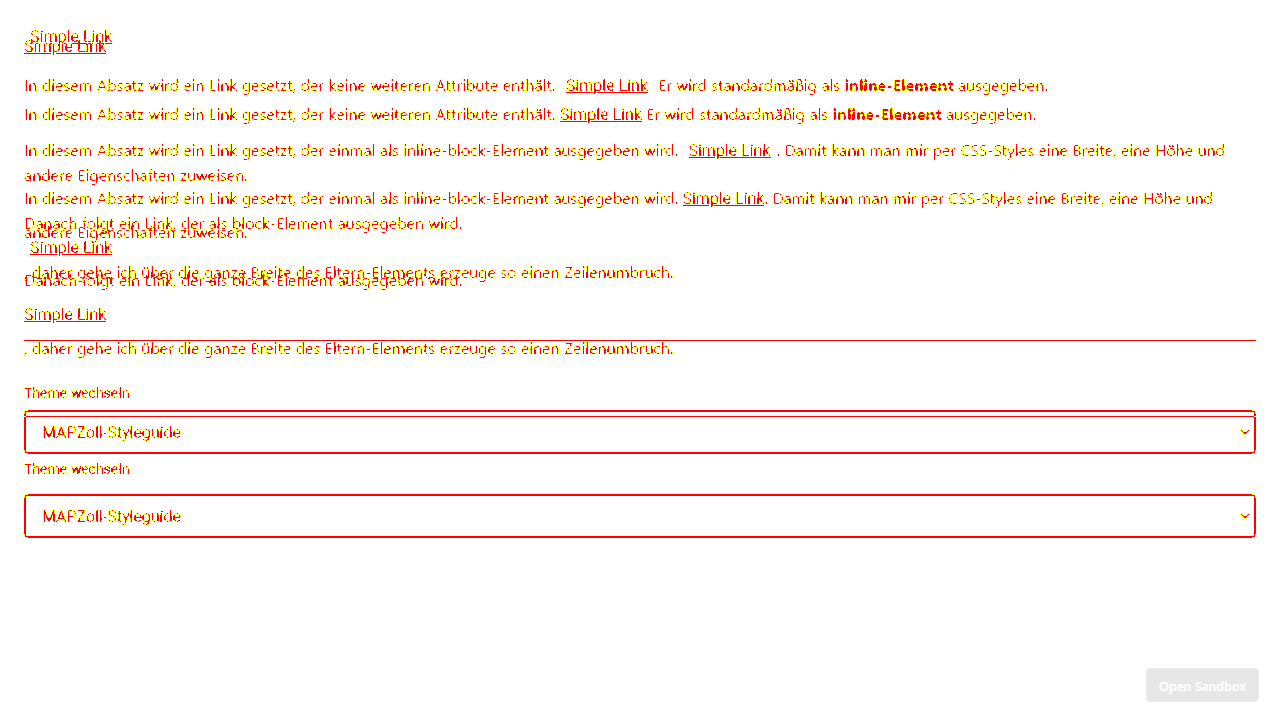 Simple Link
Simple Link
In diesem Absatz wird ein Link gesetzt, der keine weiteren Attribute enthält. Simple Link Er wird standardmäßig als inline-Element ausgegeben.
In diesem Absatz wird ein Link gesetzt, der keine weiteren Attribute enthält. Simple Link Er wird standardmäßig als inline-Element ausgegeben.
In diesem Absatz wird ein Link gesetzt, der einmal als inline-block-Element ausgegeben wird. Simple Link . Damit kann man mir per CSS-Styles eine Breite, eine Höhe und
andere Eigenschaften zuweisen.
In diesem Absatz wird ein Link gesetzt, der einmal als inline-block-Element ausgegeben wird. Simple Link. Damit kann man mir per CSS-Styles eine Breite, eine Höhe und
Danach folgt ein Link, der als block-Element ausgegeben wird.
andere Eigenschaften zuweisen.
Simple Link
, daher gehe ich über die ganze Breite des Eltern-Elements erzeuge so einen Zeilenumbruch.
Danach folgt ein Link, der als block-Element ausgegeben wird.
Simple Link
, daher gehe ich über die ganze Breite des Eltern-Elements erzeuge so einen Zeilenumbruch.
Theme wechseln
MAPZoll-Styleguide
Theme wechseln
MAPZoll-Styleguide
Open Sandbox